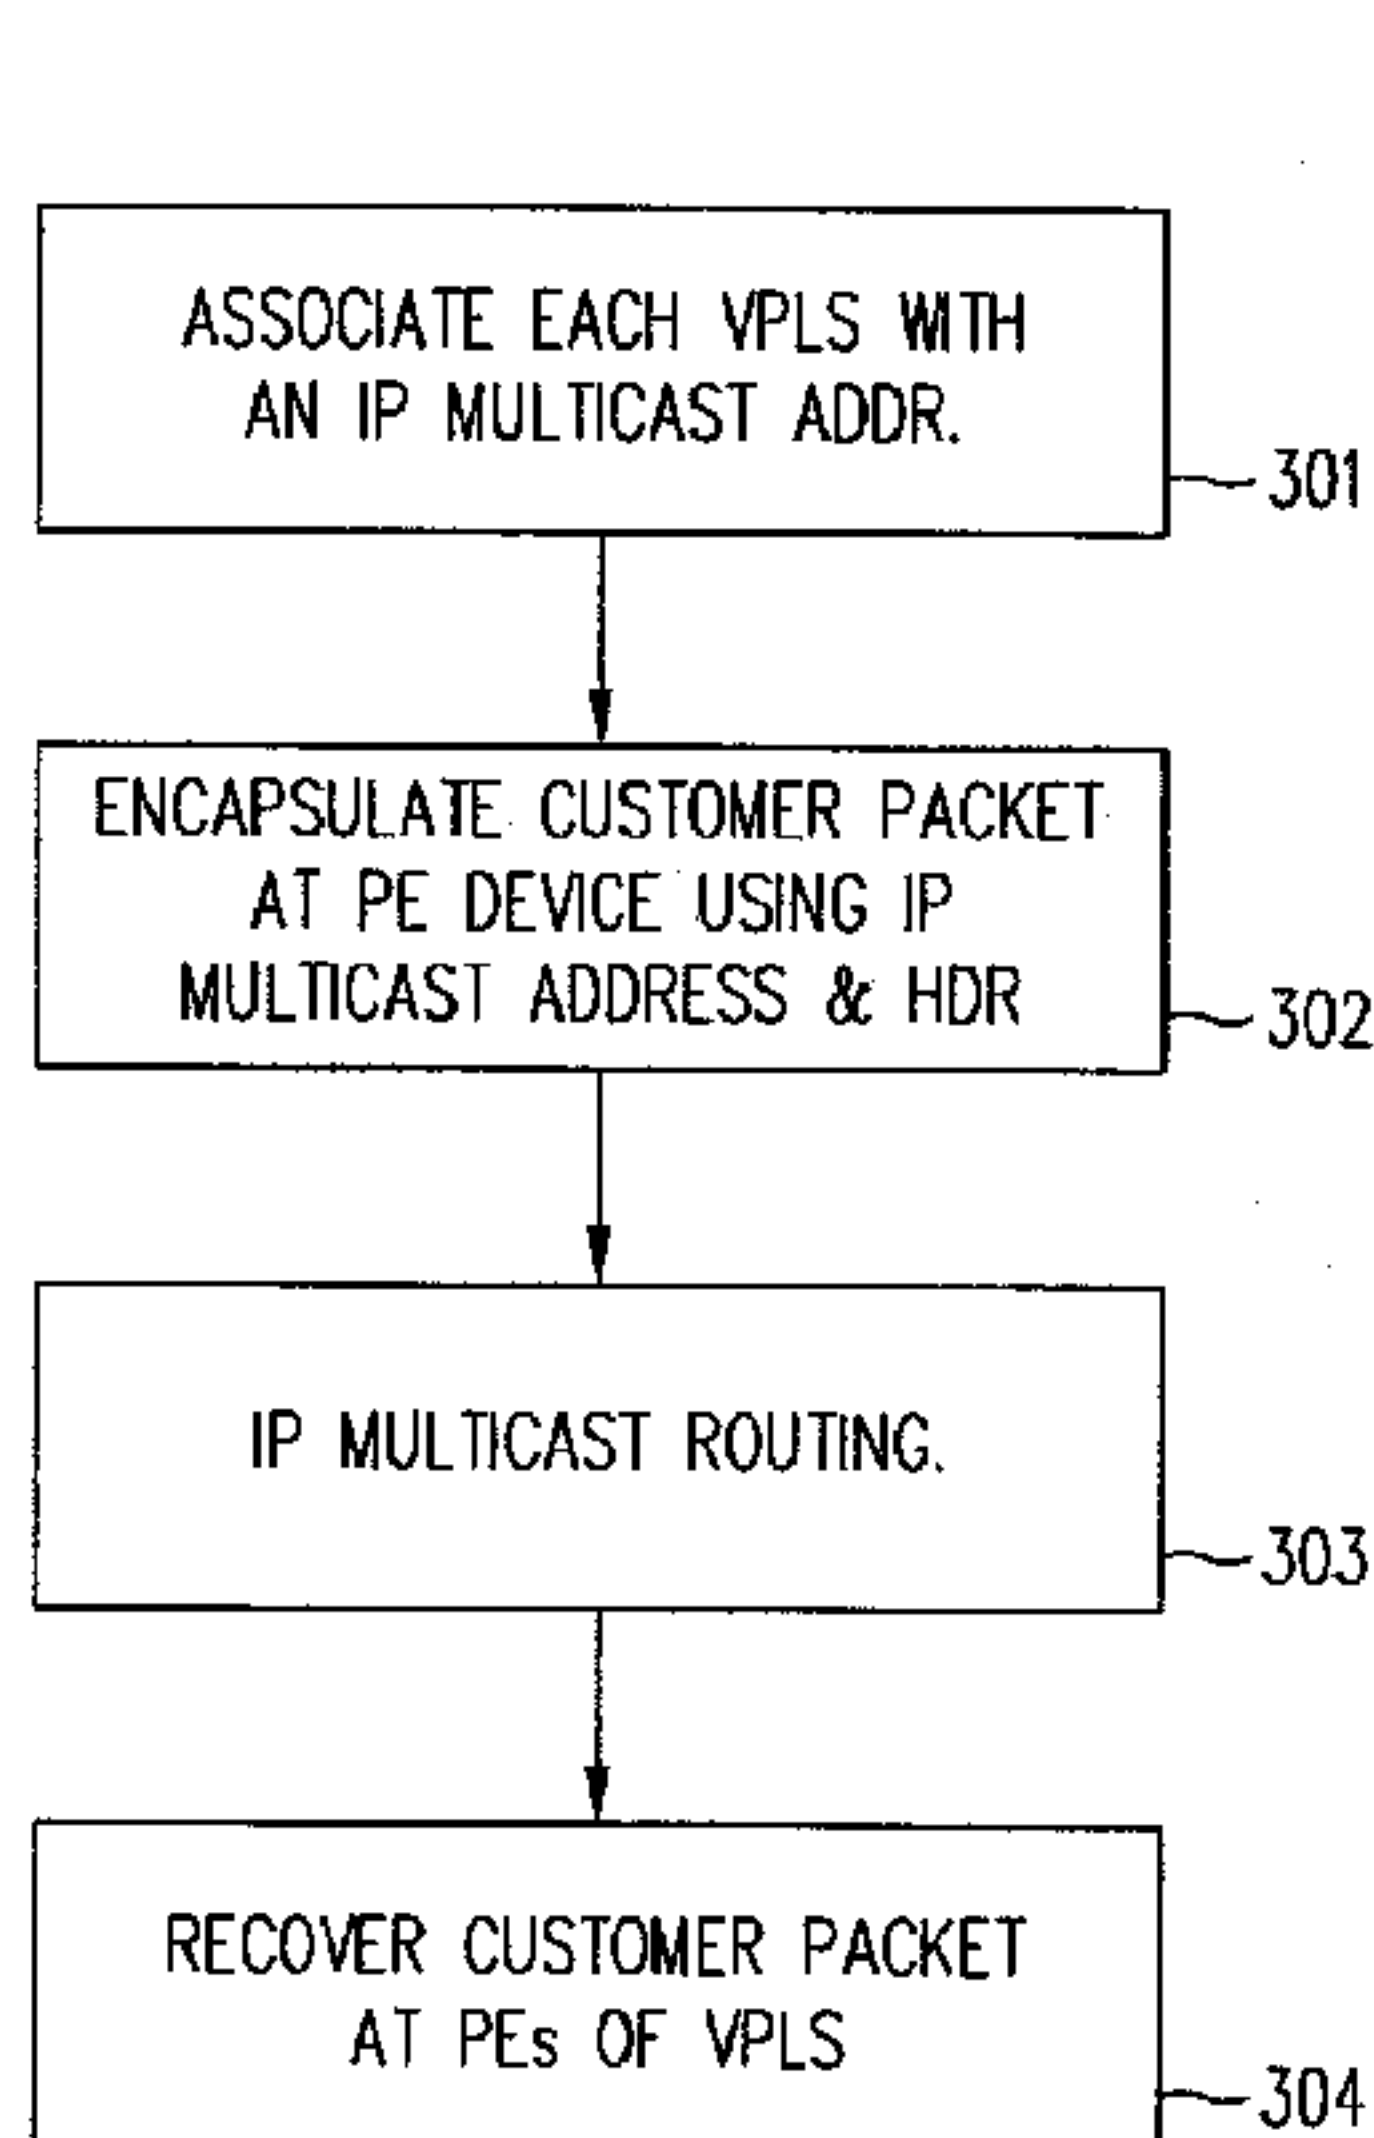 ASSOCIATE EACH VPLS WITH
AN IP MULTICAST ADDR.
301
ENCAPSULATE CUSTOMER PACKET
AT PE DEVICE USING IP
MULTICAST ADDRESS & HDR
302
IP MULTICAST ROUTING.
303
RECOVER CUSTOMER PACKET
AT PEs OF VPLS
304